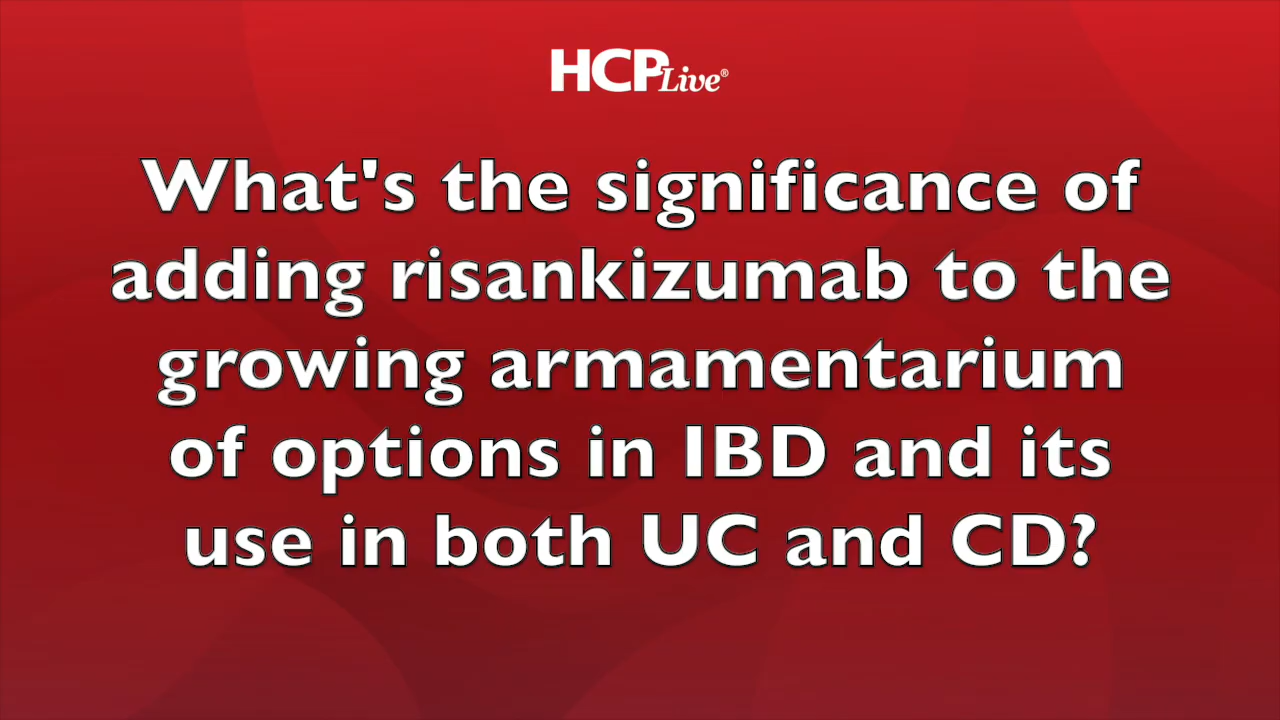 HCPLive®
What's the significance of
adding risankizumab to the
growing armamentarium
of options in IBD and its
use in both UC and CD?